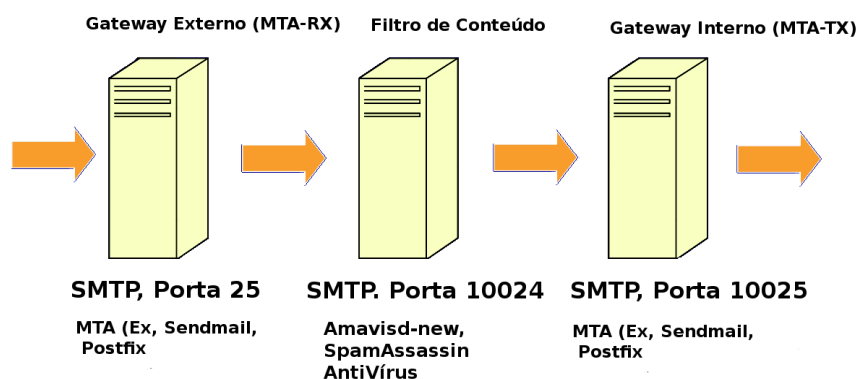 Gateway Externo (MTA-RX)
Filtro de Conteúdo
Gateway Interno (MTA-TX)
SMTP, Porta 25
SMTP. Porta 10024
SMTP, Porta 10025
MTA (Ex, Sendmail,
Postfix
Amavisd-new,
SpamAssassin
AntiVírus
MTA (Ex, Sendmail,
Postfix